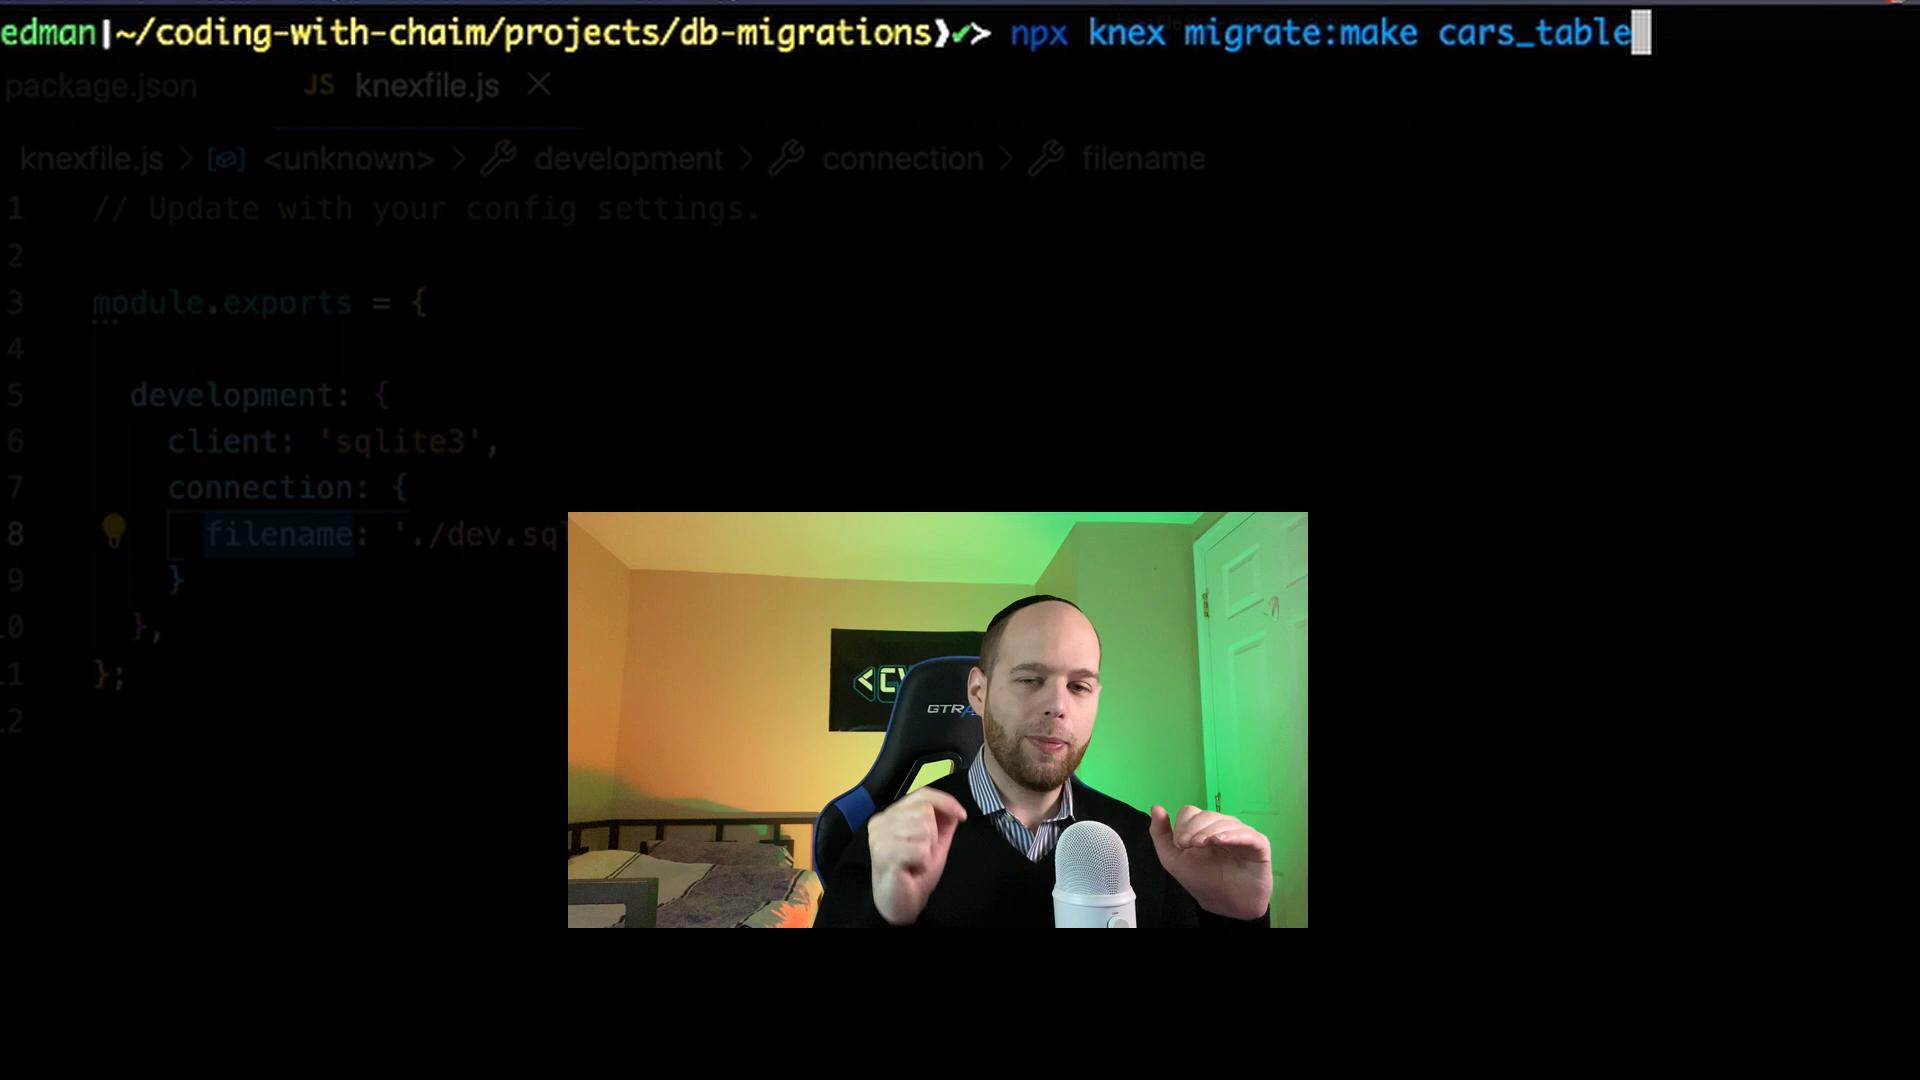 edman|~/coding-with-chaim/projects/db-migrations}✔> npx knex migrate:make cars_table
package.json JS knexfile.js ×
knexfile.js > <unknown> > development > connection > filename
1 // Update with your config settings.
2
3 module.exports = {
4
5 development: {
6 client: 'sqlite3',
7 connection: {
8 filename: './dev.sql
9 }
10 },
11 };
12
<C
GTRA